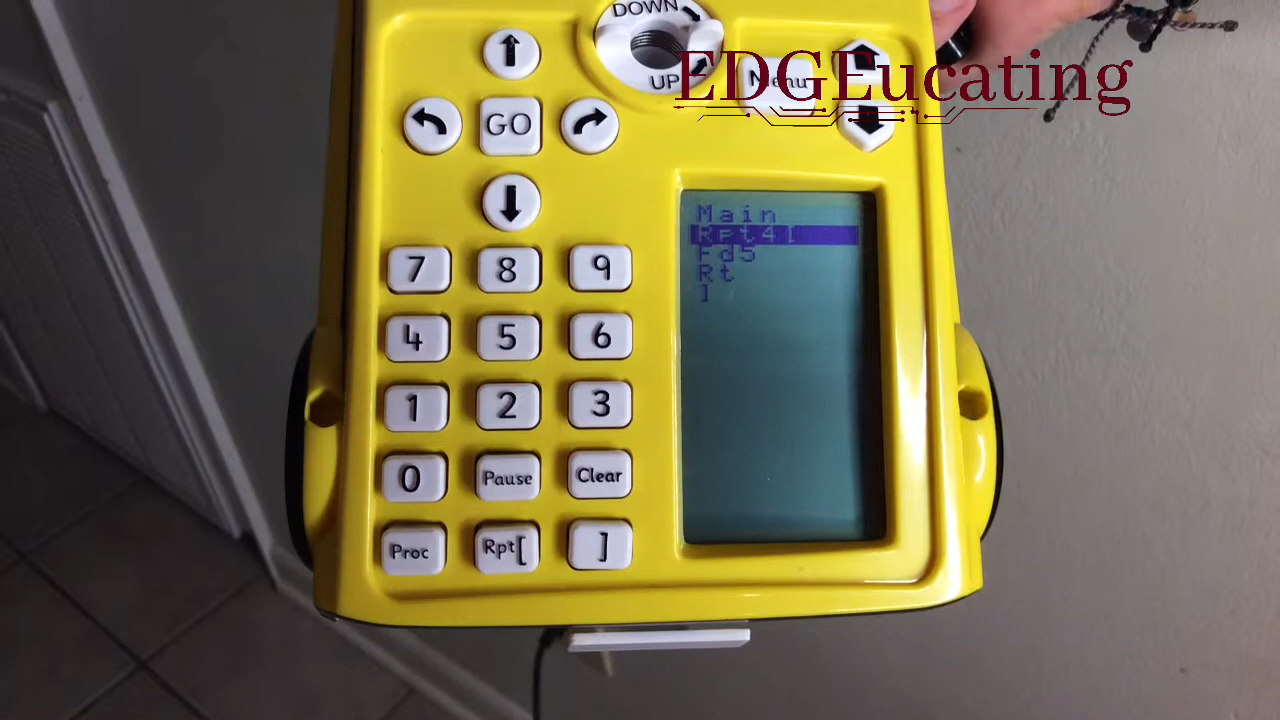 DOWN
UP
Menu
EDGEucating
GO
Main
Rpt4[
Fd5
Rt
]
7 8 9
4 5 6
1 2 3
0 Pause Clear
Proc Rpt[ ]